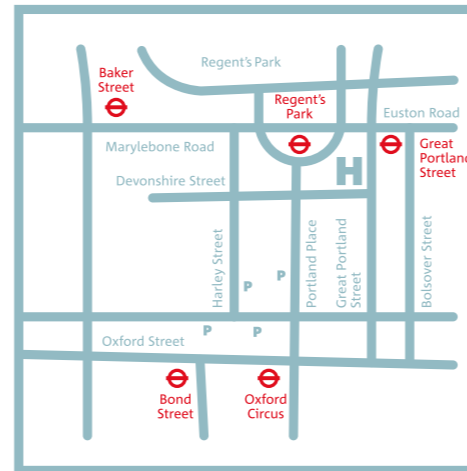 Regent's Park
Baker
Street
Regent's
Park
Euston Road
Marylebone Road
Great
Portland
Street
Devonshire Street
H
Harley Street
Portland Place
Great Portland
Street
Bolsover Street
P
P
P
P
Oxford Street
Bond
Street
Oxford
Circus